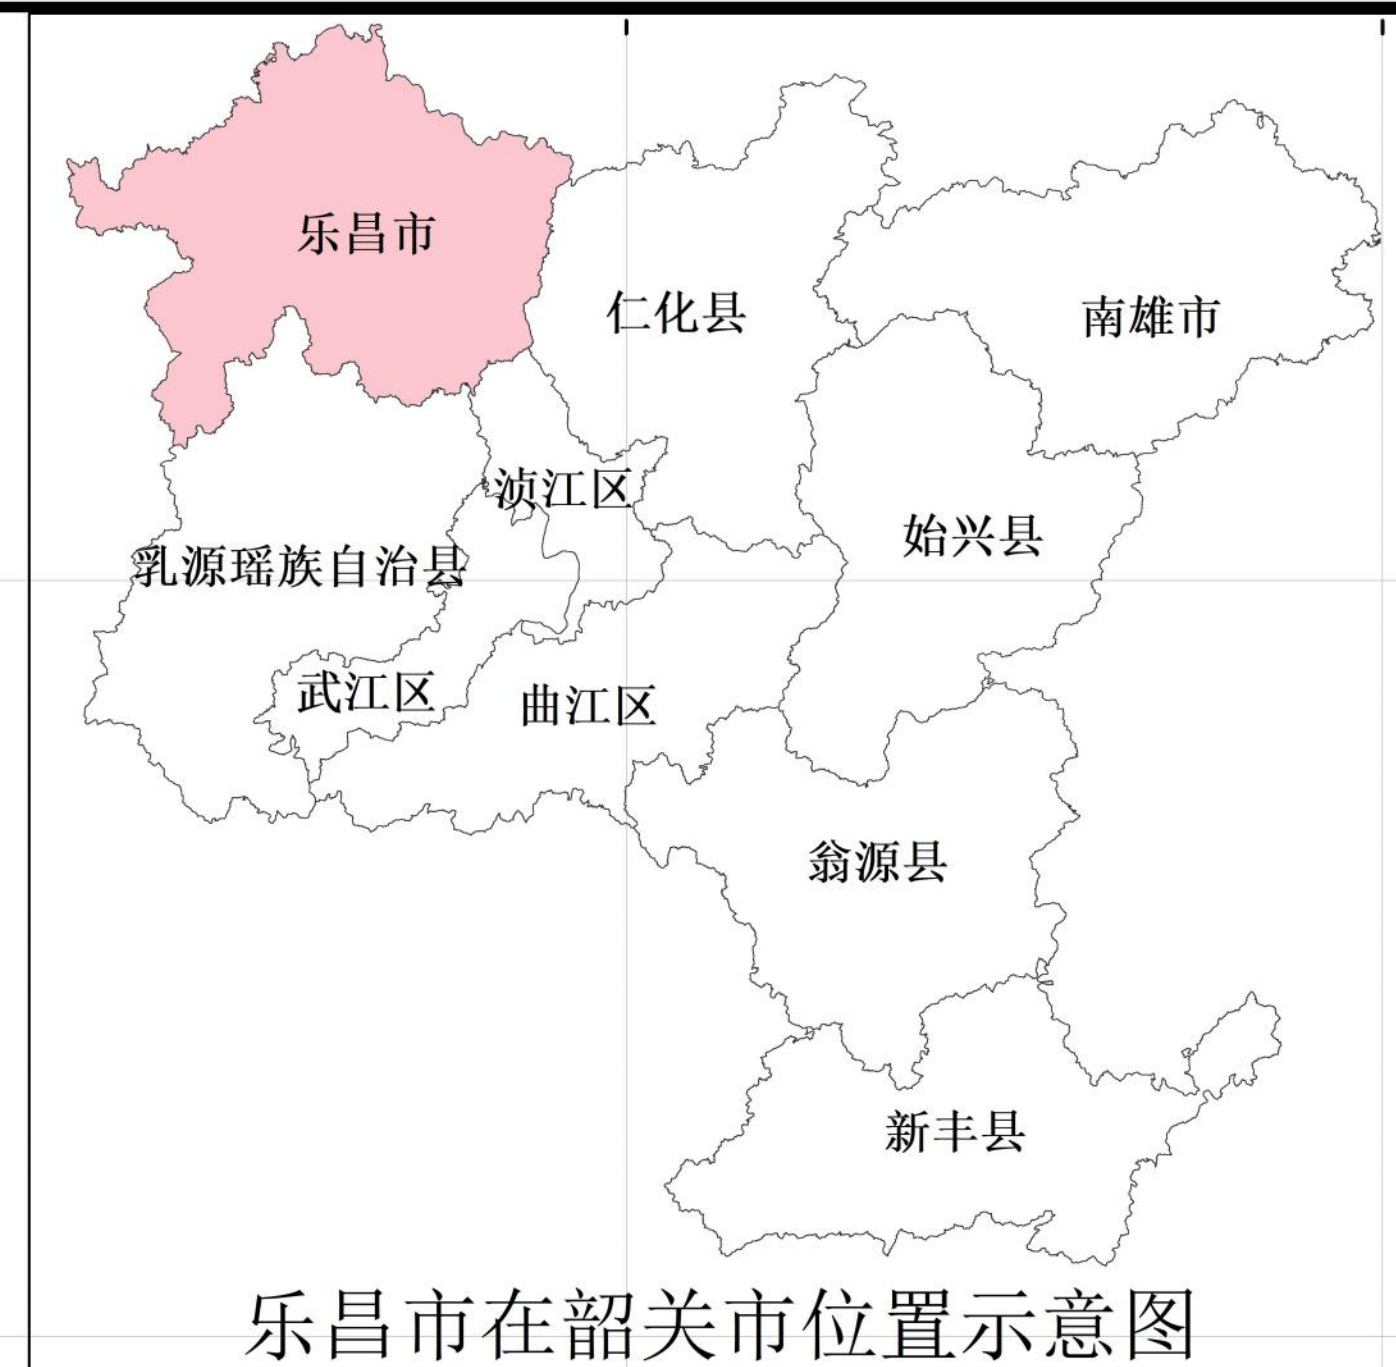 乐昌市
仁化县
南雄市
浈江区
始兴县
乳源瑶族自治县
武江区
曲江区
翁源县
新丰县
乐昌市在韶关市位置示意图